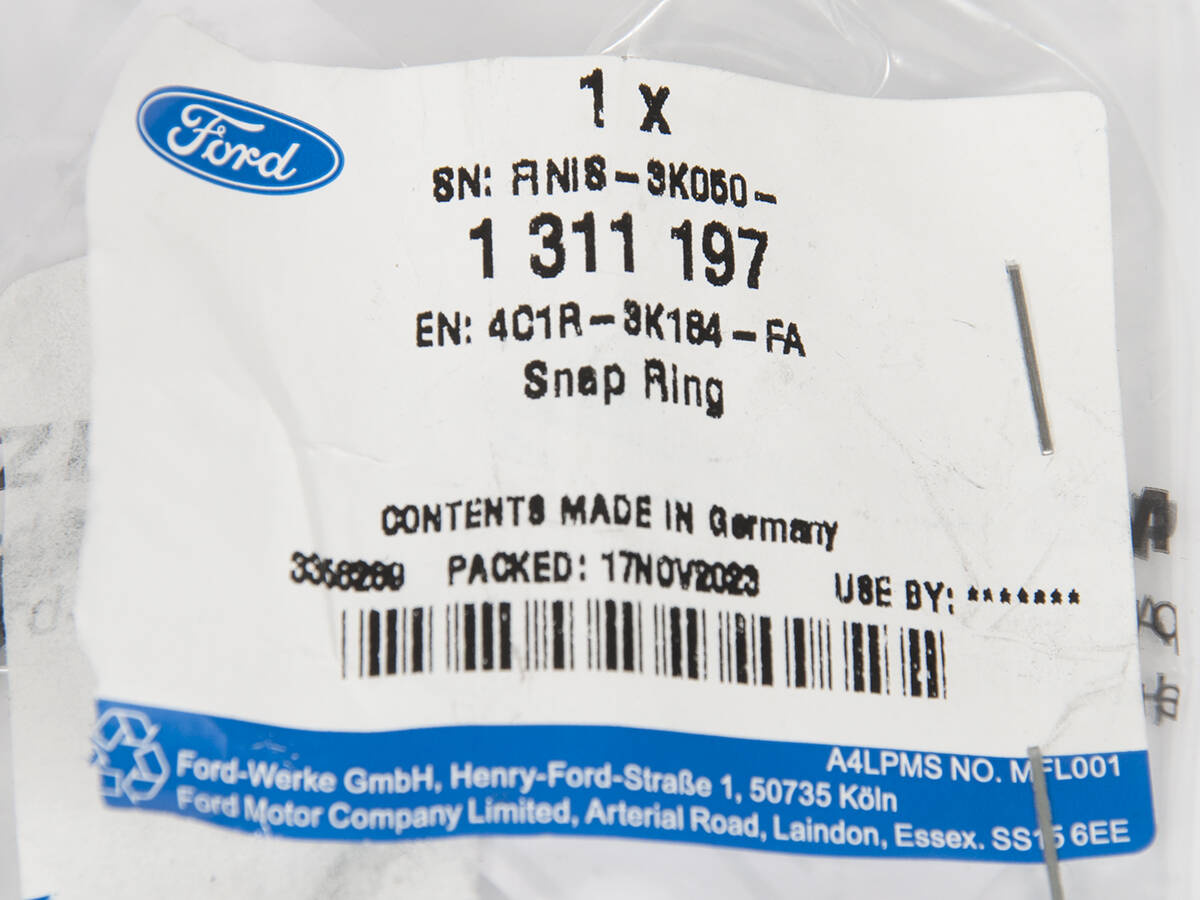 Ford
1 x
SN: FINIS-3K050-
1 311 197
EN: 4C1R-3K184-FA
Snap Ring
CONTENTS MADE IN Germany
3358289 PACKED: 17NOV2023 USE BY: *******
A4LPMS NO. MFL001
Ford-Werke GmbH, Henry-Ford-Straße 1, 50735 Köln
Ford Motor Company Limited, Arterial Road, Laindon, Essex. SS15 6EE